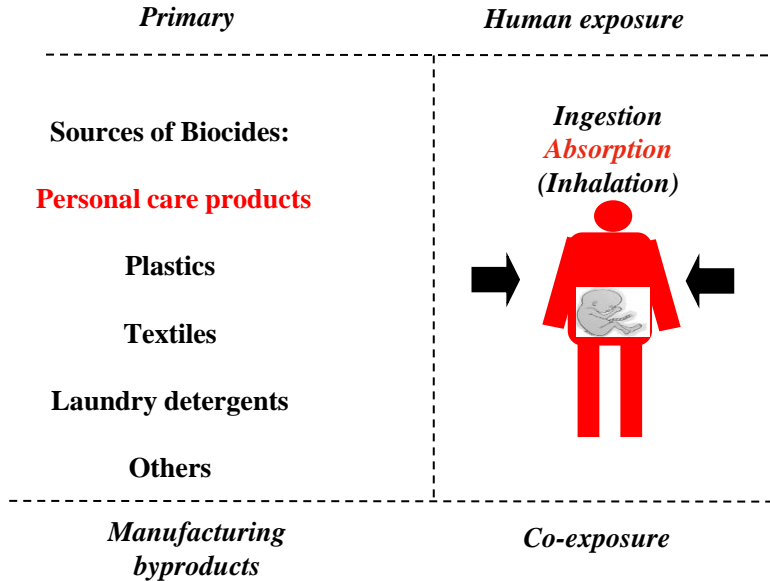 Primary
Human exposure
Sources of Biocides:
Personal care products
Plastics
Textiles
Laundry detergents
Others
Ingestion
Absorption
(Inhalation)
Manufacturing
byproducts
Co-exposure